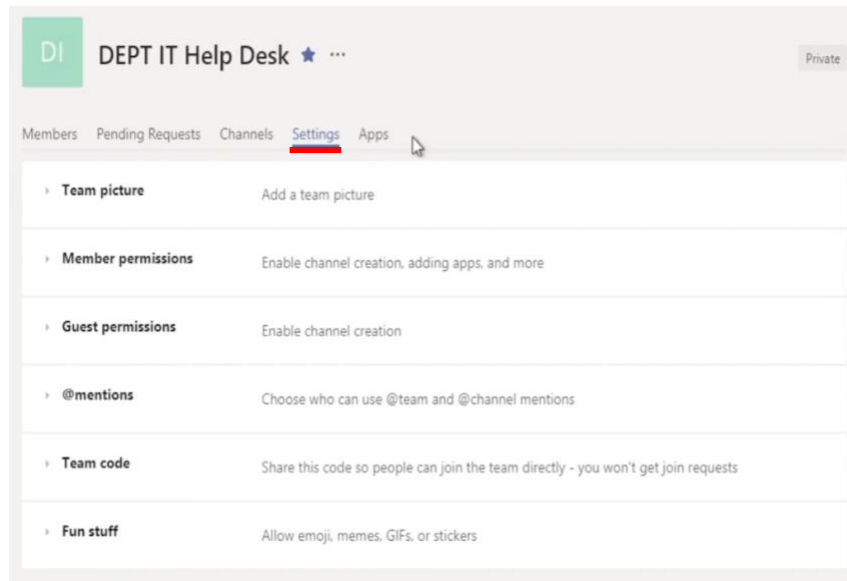 DI
DEPT IT Help Desk ★ ···
Private
Members Pending Requests Channels Settings Apps
Team picture Add a team picture
Member permissions Enable channel creation, adding apps, and more
Guest permissions Enable channel creation
@mentions Choose who can use @team and @channel mentions
Team code Share this code so people can join the team directly - you won't get join requests
Fun stuff Allow emoji, memes, GIFs, or stickers